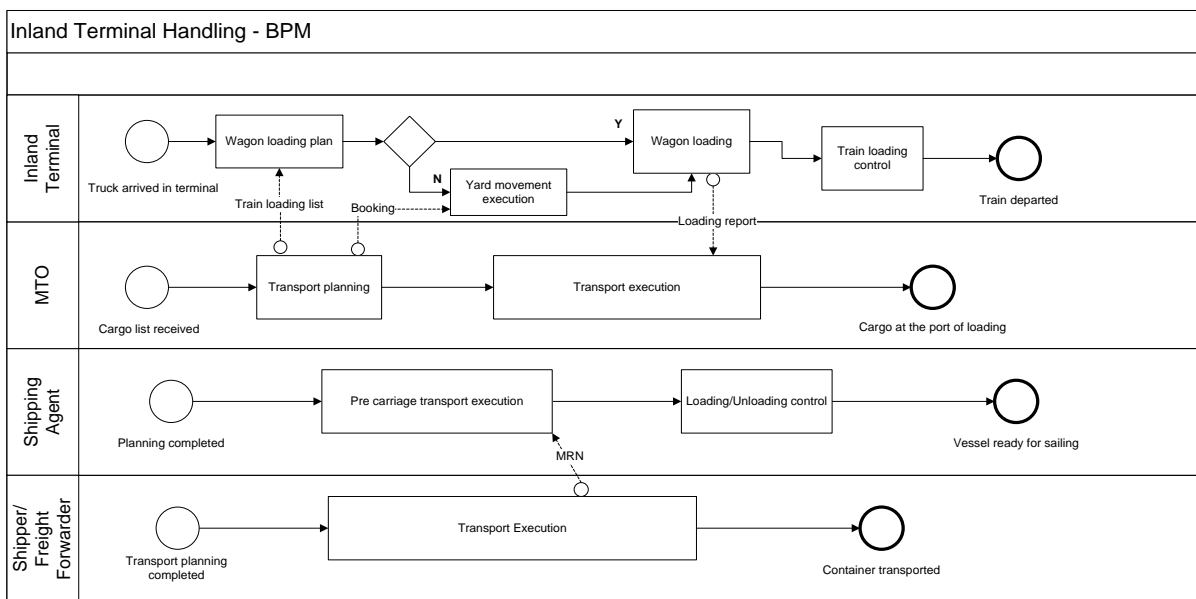 Inland Terminal Handling - BPM
Inland
Terminal
Truck arrived in terminal
Wagon loading plan
Y
N
Yard movement
execution
Wagon loading
Train loading
control
Train departed
Train loading list
Booking
Loading report
MTO
Cargo list received
Transport planning
Transport execution
Cargo at the port of loading
Shipping
Agent
Planning completed
Pre carriage transport execution
Loading/Unloading control
Vessel ready for sailing
MRN
Shipper/
Freight
Forwarder
Transport planning
completed
Transport Execution
Container transported